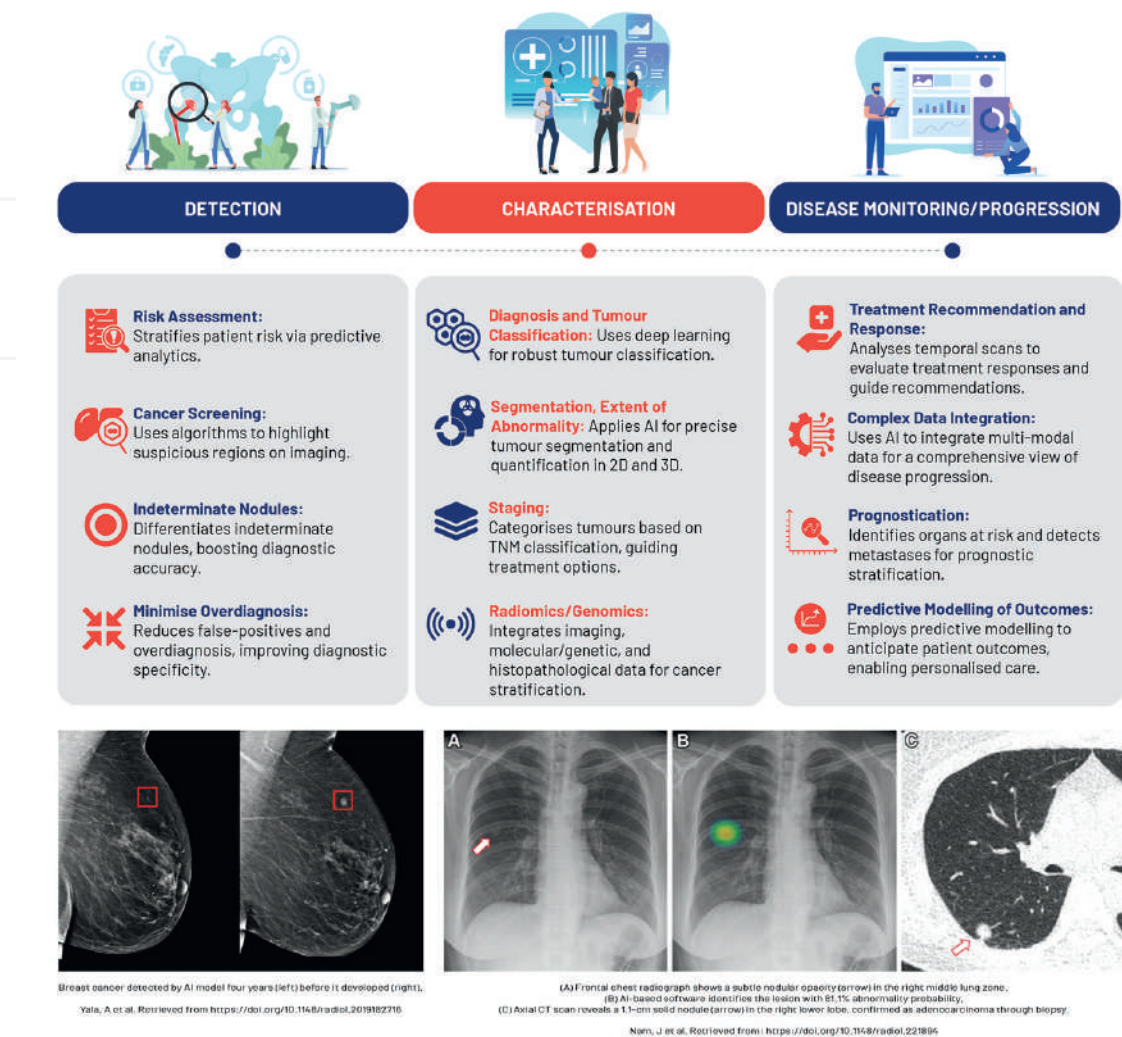 DETECTION
CHARACTERISATION
DISEASE MONITORING/PROGRESSION
Risk Assessment:
Stratifies patient risk via predictive
analytics.
Cancer Screening:
Uses algorithms to highlight
suspicious regions on imaging.
Indeterminate Nodules:
Differentiates indeterminate
nodules, boosting diagnostic
accuracy.
Minimise Overdiagnosis:
Reduces false-positives and
overdiagnosis, improving diagnostic
specificity.
Diagnosis and Tumour
Classification: Uses deep learning
for robust tumour classification.
Segmentation, Extent of
Abnormality: Applies AI for precise
tumour segmentation and
quantification in 2D and 3D.
Staging:
Categorises tumours based on
TNM classification, guiding
treatment options.
Radiomics/Genomics:
Integrates imaging,
molecular/genetic, and
histopathological data for cancer
stratification.
Treatment Recommendation and
Response:
Analyses temporal scans to
evaluate treatment responses and
guide recommendations.
Complex Data Integration:
Uses AI to integrate multi-modal
data for a comprehensive view of
disease progression.
Prognostication:
Identifies organs at risk and detects
metastases for prognostic
stratification.
Predictive Modelling of Outcomes:
Employs predictive modelling to
anticipate patient outcomes,
enabling personalised care.
A
B
C
Breast cancer detected by AI model four years (left) before it developed (right).
Yala, A et al. Retrieved from https://doi.org/10.1148/radiol.2019182716
(A) Frontal chest radiograph shows a subtle nodular opacity (arrow) in the right middle lung zone.
(B) AI-based software identifies the lesion with 61.1% abnormality probability.
(C) Axial CT scan reveals a 1.1-cm solid nodule (arrow) in the right lower lobe, confirmed as adenocarcinoma through biopsy.
Nam, J et al. Retrieved from: https://doi.org/10.1148/radiol.221894